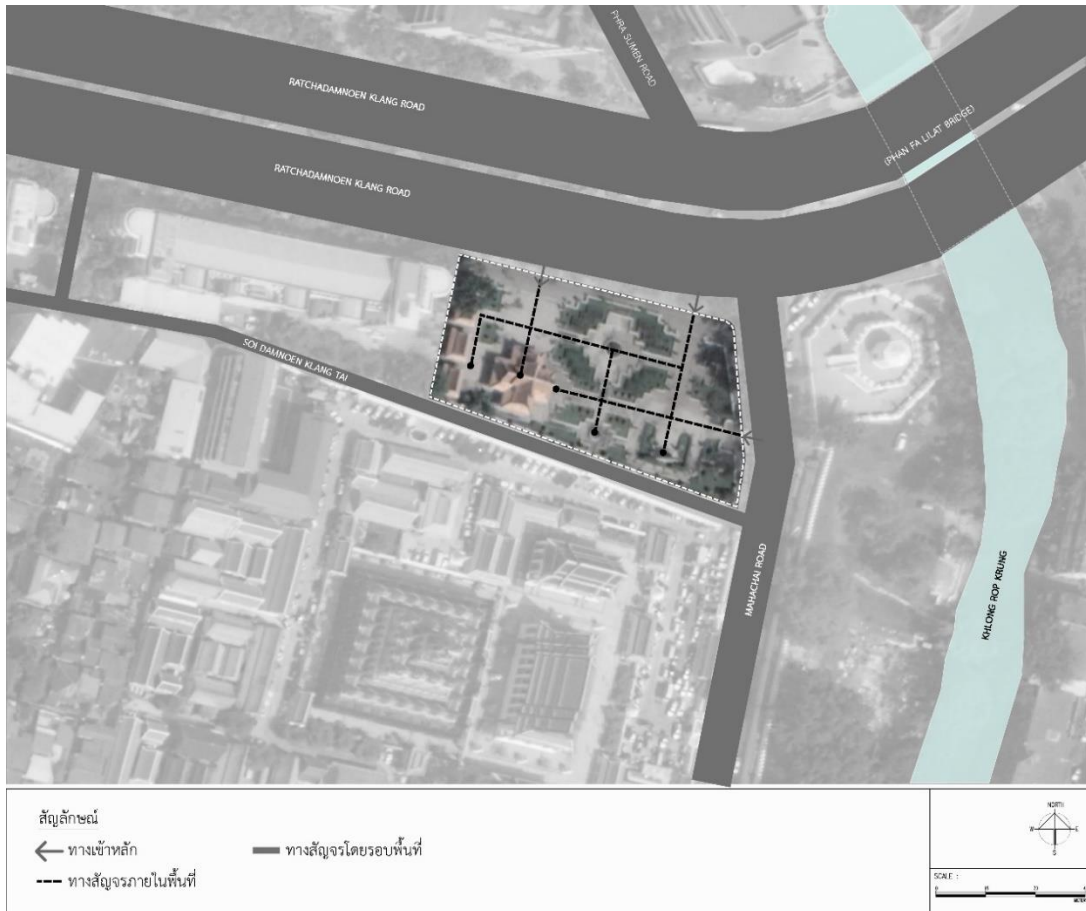 PHRA SUMEN ROAD
RATCHADAMNOEN KLANG ROAD
(PHAN FA LILAT BRIDGE)
RATCHADAMNOEN KLANG ROAD
SOI DAMNOEN KLANG TAI
MAHACHAI ROAD
KHLONG ROP KRUNG
สัญลักษณ์
ทางเข้าหลัก
ทางสัญจรโดยรอบพื้นที่
ทางสัญจรภายในพื้นที่
NORTH
W E
S
SCALE :
0